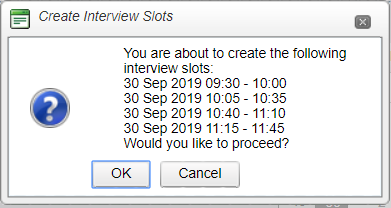 Create Interview Slots
You are about to create the following
interview slots:
30 Sep 2019 09:30 - 10:00
30 Sep 2019 10:05 - 10:35
30 Sep 2019 10:40 - 11:10
30 Sep 2019 11:15 - 11:45
Would you like to proceed?
OK
Cancel